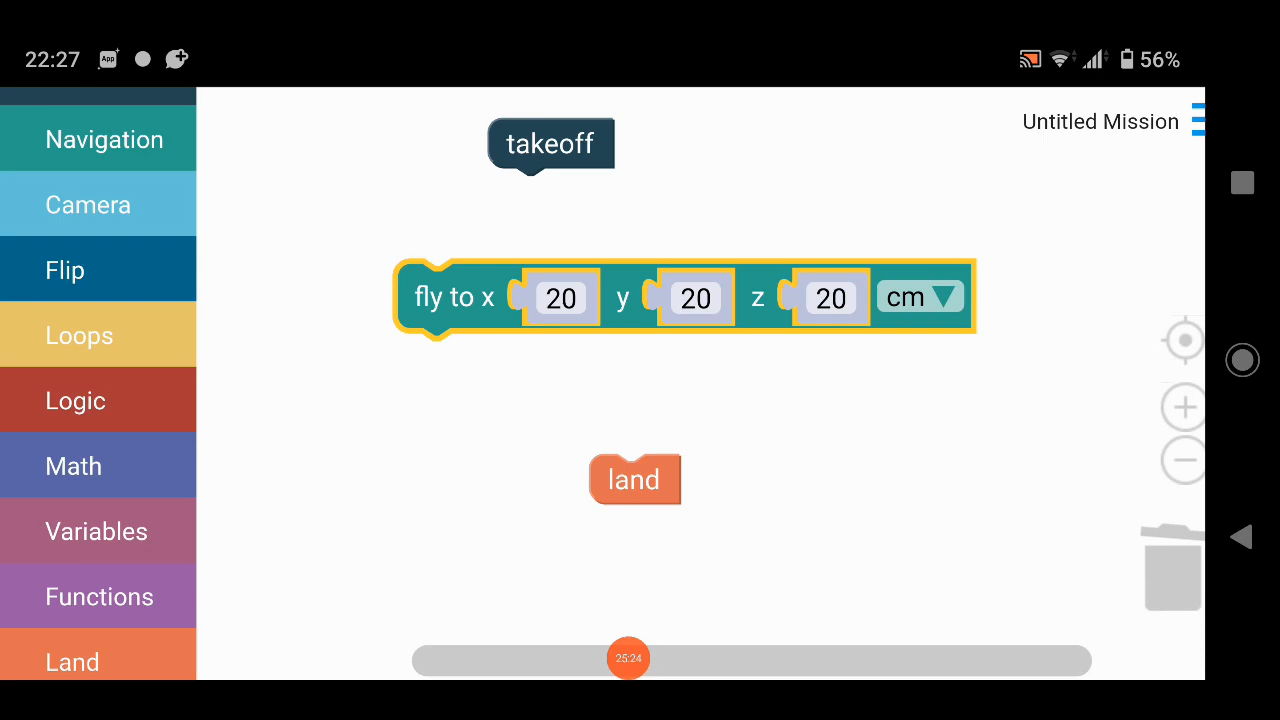 22:27 App 56%
Untitled Mission
takeoff
Navigation
Camera
Flip
fly to x 20 y 20 z 20 cm
Loops
Logic
Math
land
Variables
Functions
Land
25:24